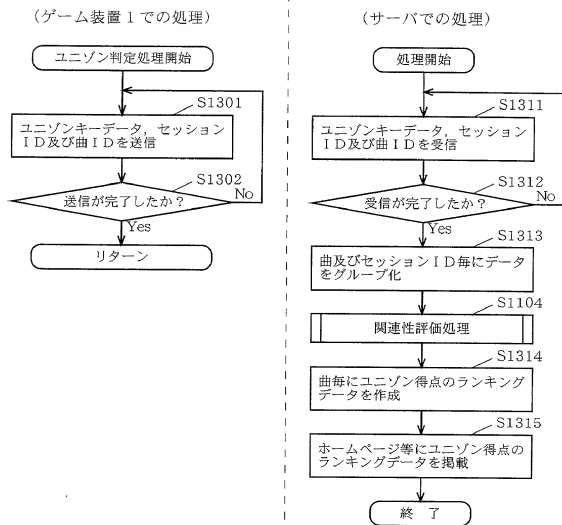 (ゲーム装置1での処理)
ユニゾン判定処理開始
S1301
ユニゾンキーデータ,セッション
ID及び曲IDを送信
S1302
送信が完了したか?
No
Yes
リターン
(サーバでの処理)
処理開始
S1311
ユニゾンキーデータ,セッション
ID及び曲IDを受信
S1312
受信が完了したか?
No
Yes
S1313
曲及びセッションID毎にデータ
をグループ化
S1104
関連性評価処理
S1314
曲毎にユニゾン得点のランキング
データを作成
S1315
ホームページ等にユニゾン得点の
ランキングデータを掲載
終 了